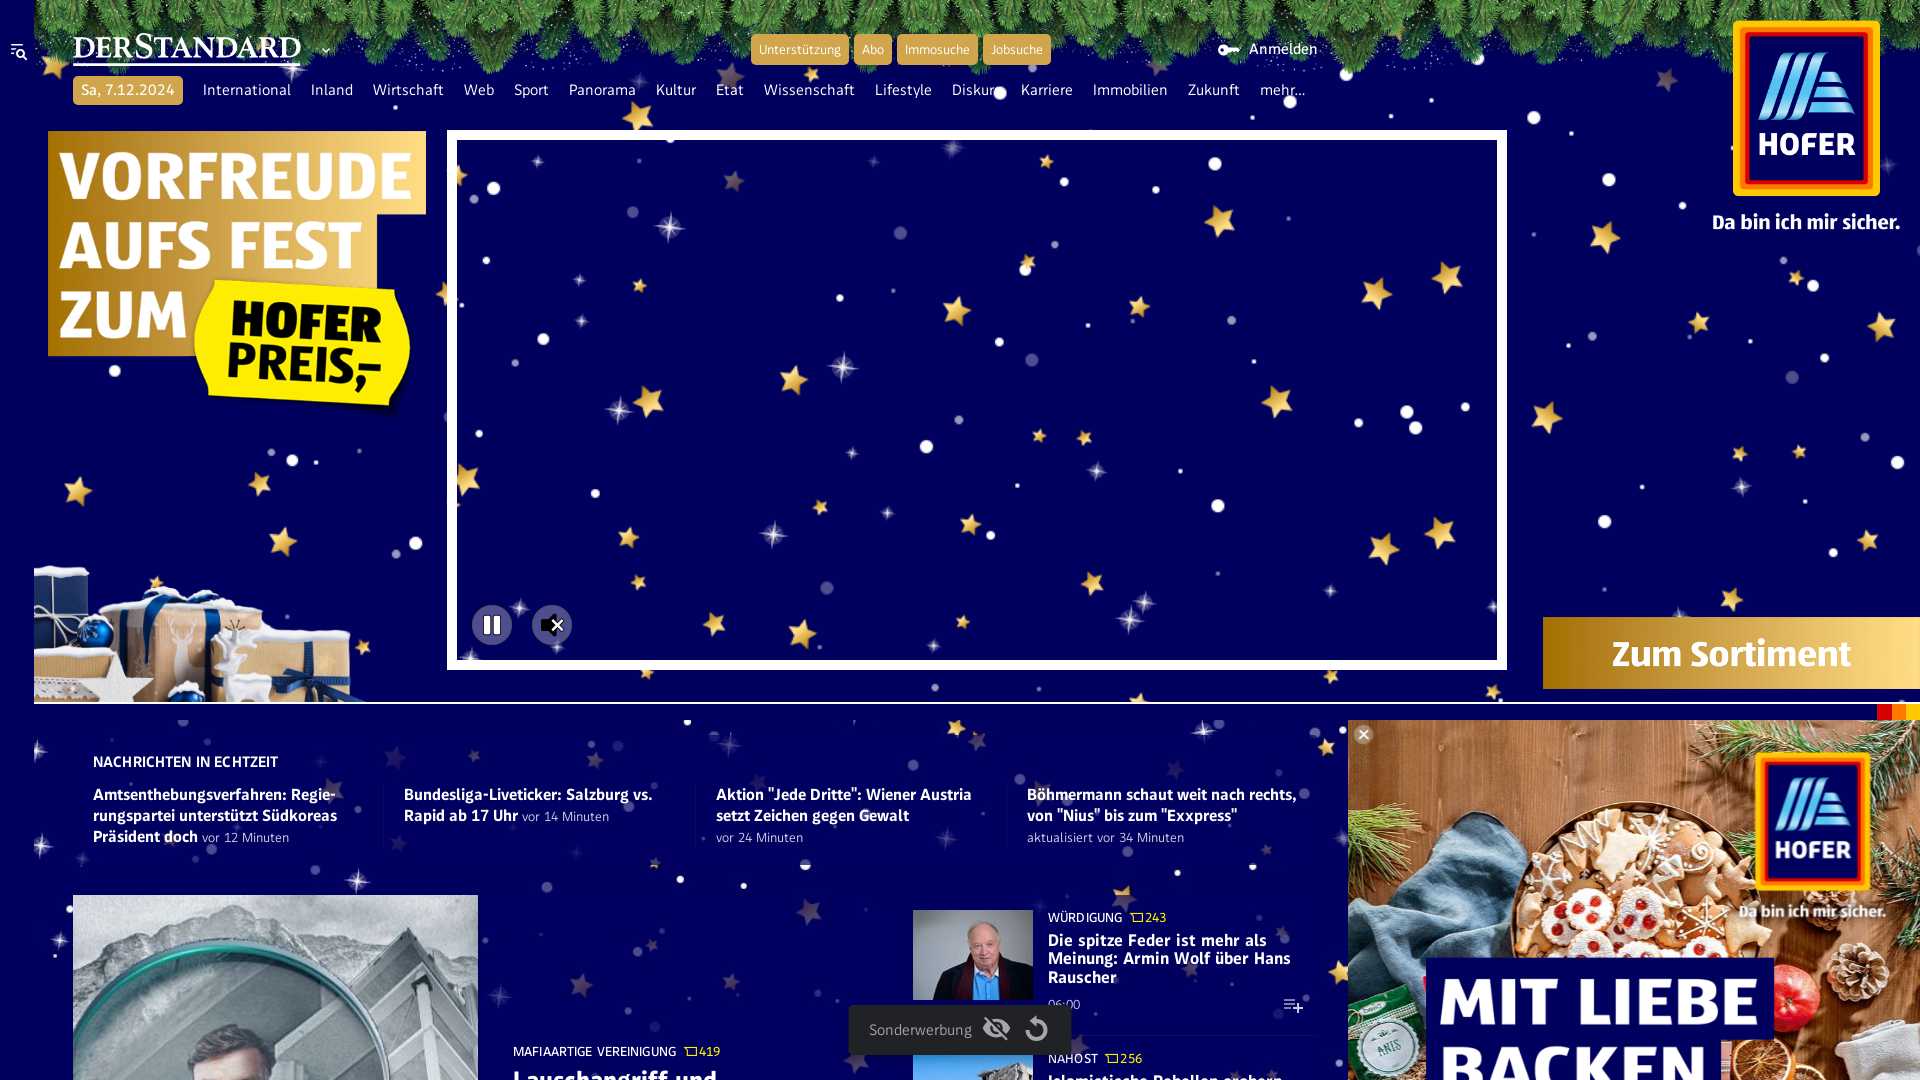 DERSTANDARD
Unterstützung
Abo
Immosuche
Jobsuche
Anmelden
Sa, 7.12.2024
International
Inland
Wirtschaft
Web
Sport
Panorama
Kultur
Etat
Wissenschaft
Lifestyle
Diskurs
Karriere
Immobilien
Zukunft
mehr...
HOFER
Da bin ich mir sicher.
VORFREUDE
AUFS FEST
ZUM
HOFER
PREIS,-
Zum Sortiment
NACHRICHTEN IN ECHTZEIT
Amtsenthebungsverfahren: Regie-
rungspartei unterstützt Südkoreas
Präsident doch vor 12 Minuten
Bundesliga-Liveticker: Salzburg vs.
Rapid ab 17 Uhr vor 14 Minuten
Aktion "Jede Dritte": Wiener Austria
setzt Zeichen gegen Gewalt
vor 24 Minuten
Böhmermann schaut weit nach rechts,
von "Nius" bis zum "Exxpress"
aktualisiert vor 34 Minuten
MAFIAARTIGE VEREINIGUNG 419
Lauschangriff und
WÜRDIGUNG 243
Die spitze Feder ist mehr als
Meinung: Armin Wolf über Hans
Rauscher
06:00
NAHOST 256
Islamistische Rebellen erobern
Sonderwerbung
HOFER
Da bin ich mir sicher.
MIT LIEBE
BACKEN
ANIS